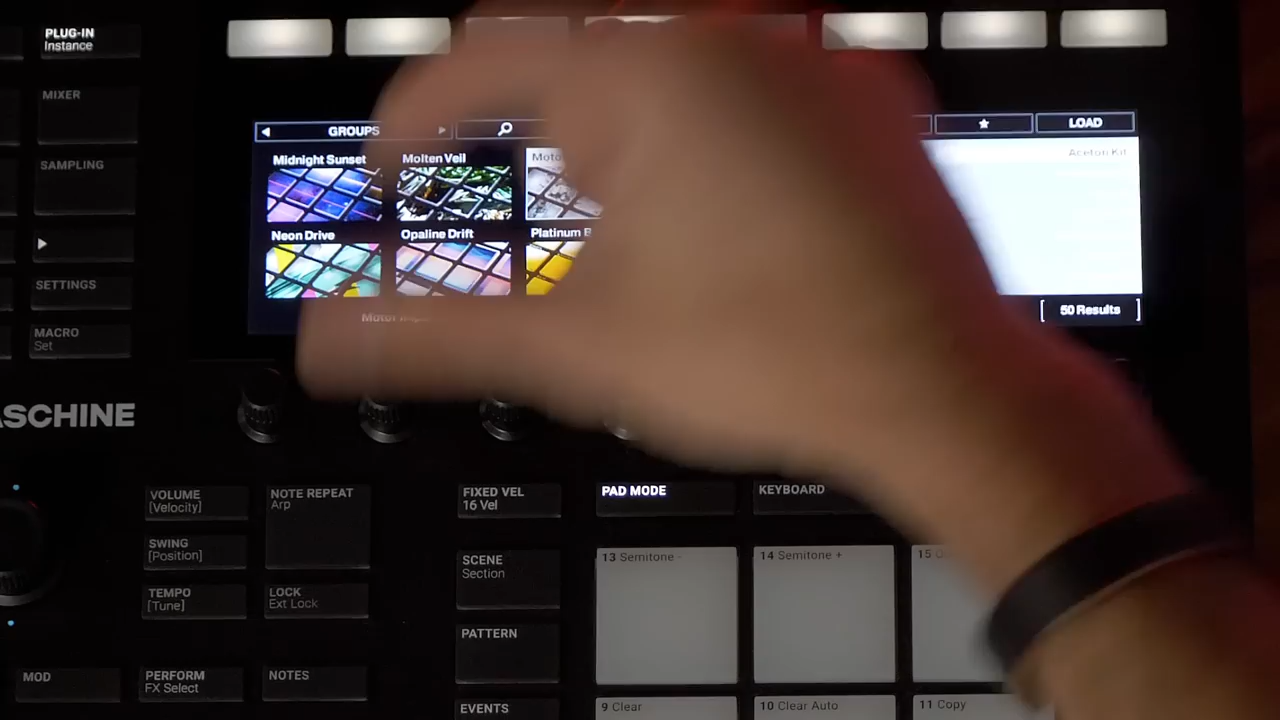 PLUG-IN
Instance
MIXER
SAMPLING
SETTINGS
MACRO
Set
GROUPS
LOAD
Midnight Sunset
Molten Veil
Neon Drive
Opaline Drift
Platinum
Aceton Kit
50 Results
VOLUME
[Velocity]
NOTE REPEAT
Arp
SWING
[Position]
TEMPO
[Tune]
LOCK
Ext Lock
FIXED VEL
16 Vel
PAD MODE
KEYBOARD
SCENE
Section
PATTERN
EVENTS
MOD
PERFORM
FX Select
NOTES
13 Semitone -
14 Semitone +
15
9 Clear
10 Clear Auto
11 Copy